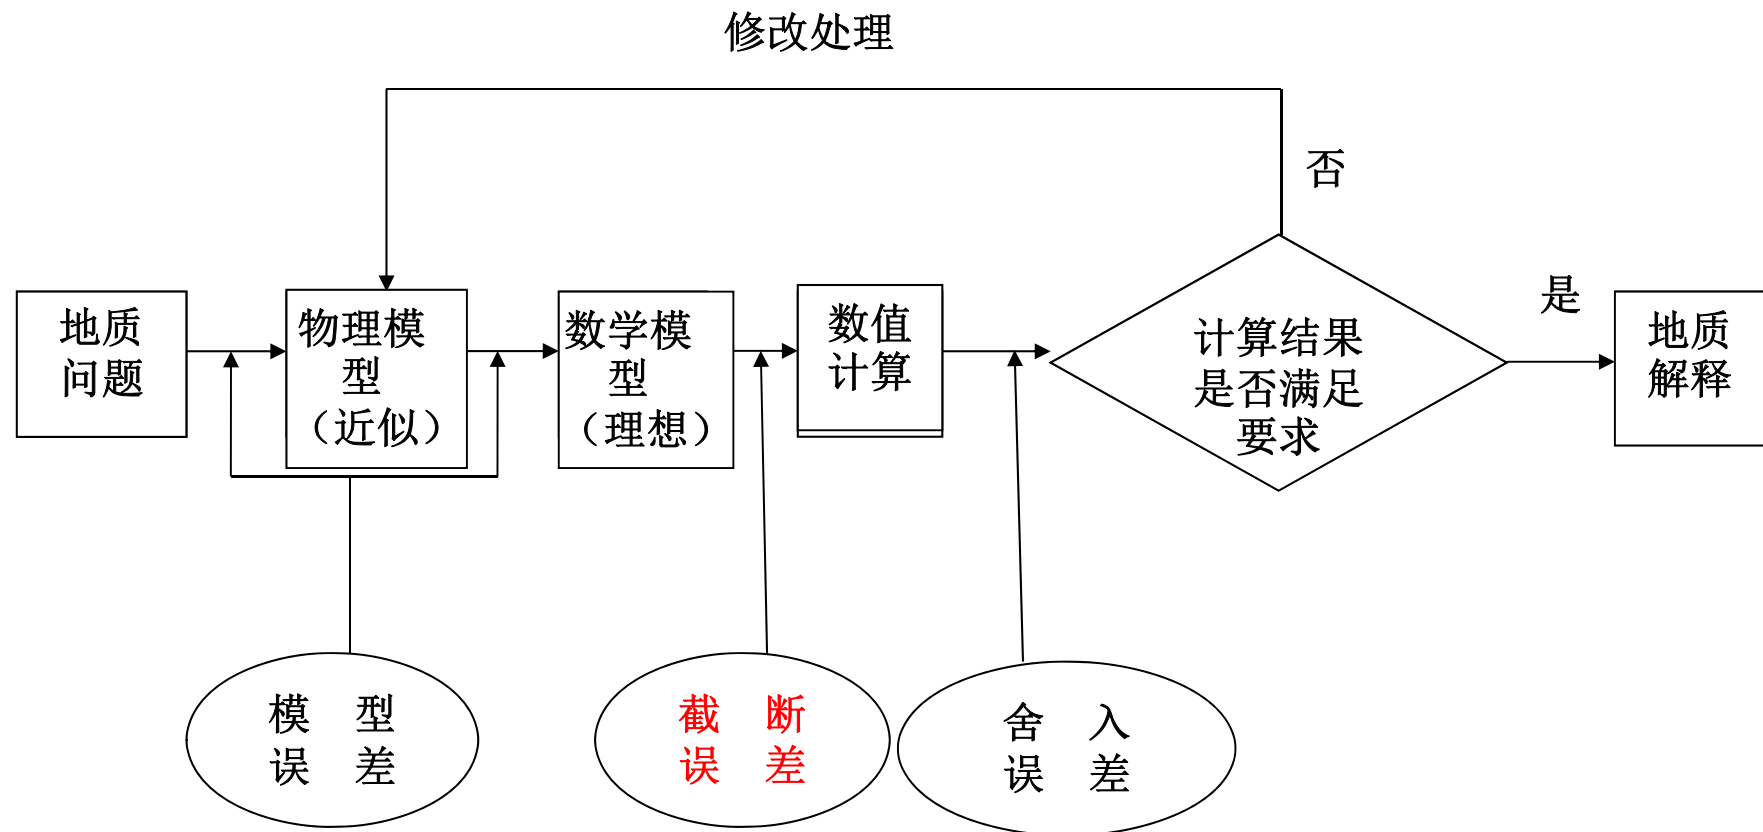 修改处理
否
是
地质
问题
物理模
型
（近似）
数学模
型
（理想）
数值
计算
计算结果
是否满足
要求
地质
解释
模 型
误 差
截 断
误 差
舍 入
误 差